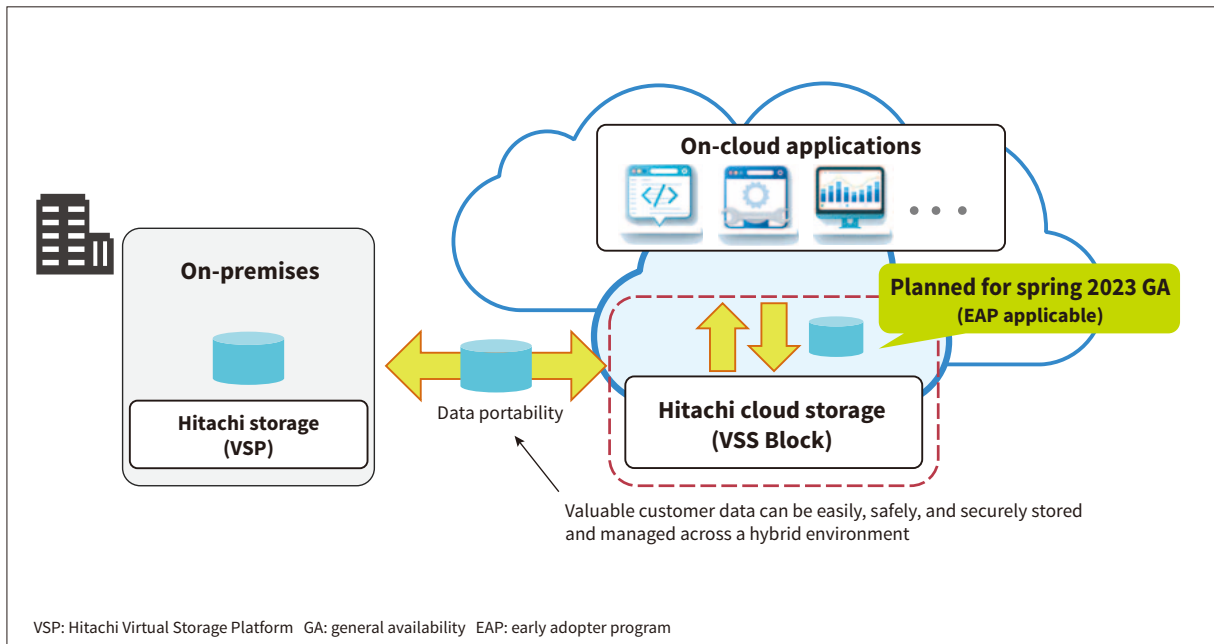 On-cloud applications
</>
On-premises
Planned for spring 2023 GA
(EAP applicable)
Hitachi storage
(VSP)
Data portability
Hitachi cloud storage
(VSS Block)
Valuable customer data can be easily, safely, and securely stored
and managed across a hybrid environment
VSP: Hitachi Virtual Storage Platform   GA: general availability   EAP: early adopter program